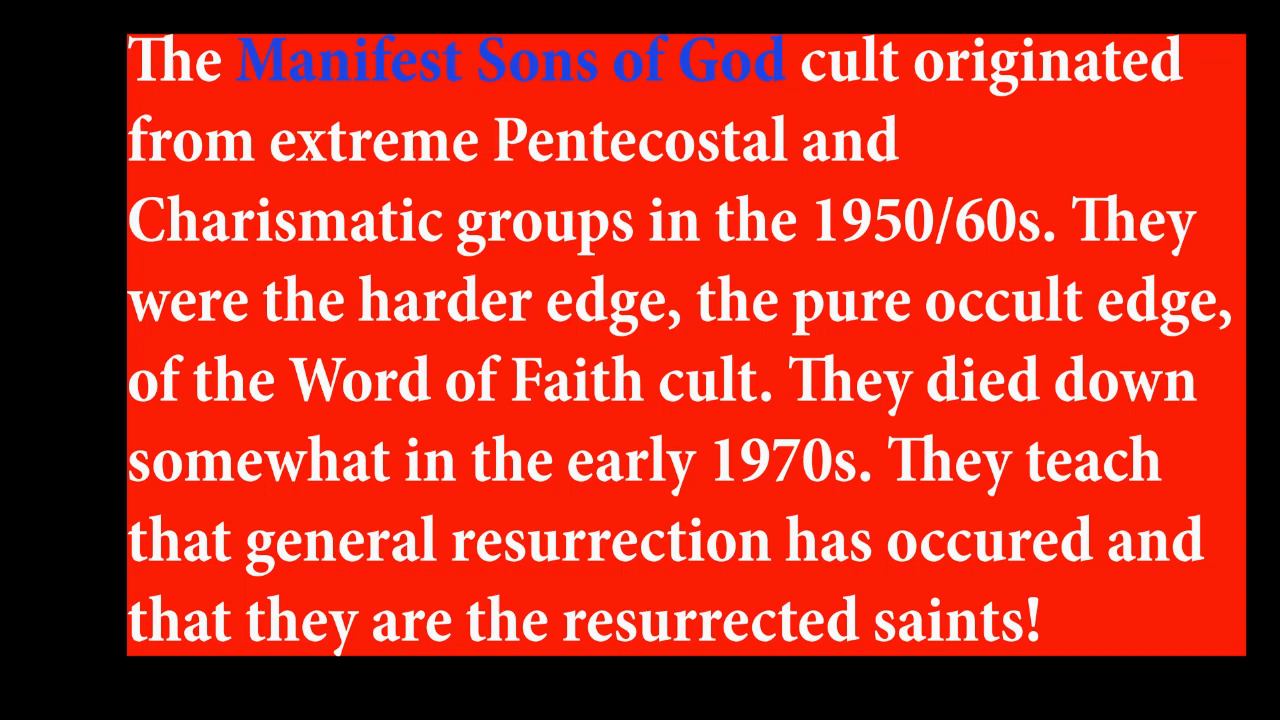 The Manifest Sons of God cult originated
from extreme Pentecostal and
Charismatic groups in the 1950/60s. They
were the harder edge, the pure occult edge,
of the Word of Faith cult. They died down
somewhat in the early 1970s. They teach
that general resurrection has occured and
that they are the resurrected saints!